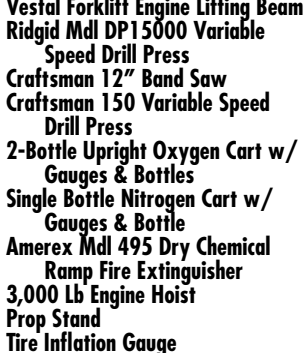 Vestal Forklift Engine Lifting Beam
Ridgid Mdl DP15000 Variable
Speed Drill Press
Craftsman 12” Band Saw
Craftsman 150 Variable Speed
Drill Press
2-Bottle Upright Oxygen Cart w/
Gauges & Bottles
Single Bottle Nitrogen Cart w/
Gauges & Bottle
Amerex Mdl 495 Dry Chemical
Ramp Fire Extinguisher
3,000 Lb Engine Hoist
Prop Stand
Tire Inflation Gauge